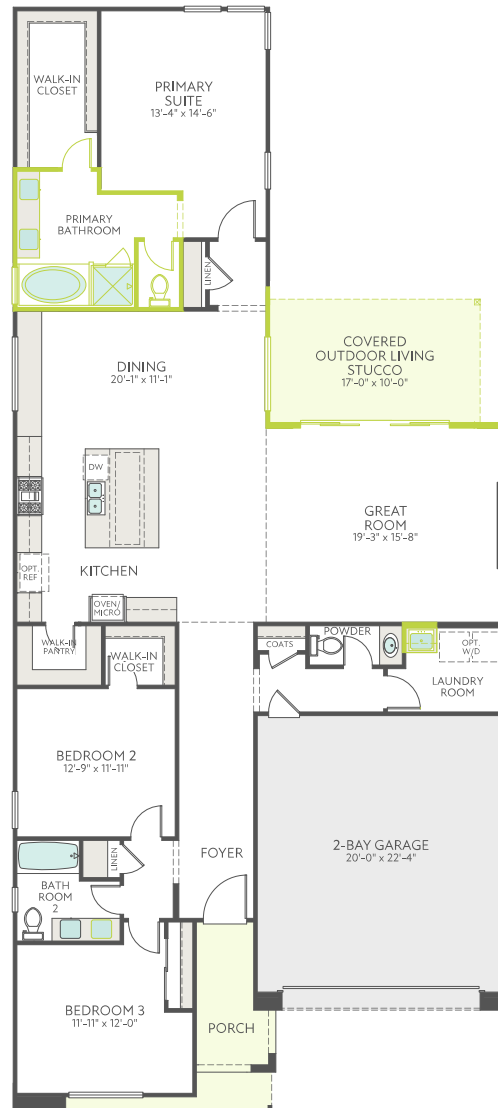 WALK-IN
CLOSET
PRIMARY
SUITE
13'-4" x 14'-6"
PRIMARY
BATHROOM
LINEN
COVERED
OUTDOOR LIVING
STUCCO
17'-0" x 10'-0"
DINING
20'-1" x 11'-1"
DW
GREAT
ROOM
19'-3" x 15'-8"
OPT.
REF
KITCHEN
OVEN/
MICRO
WALK-IN
PANTRY
WALK-IN
CLOSET
COATS
POWDER
OPT.
W/D
LAUNDRY
ROOM
BEDROOM 2
12'-9" x 11'-11"
LINEN
FOYER
2-BAY GARAGE
20'-0" x 22'-4"
BATH
ROOM
2
BEDROOM 3
11'-11" x 12'-0"
PORCH